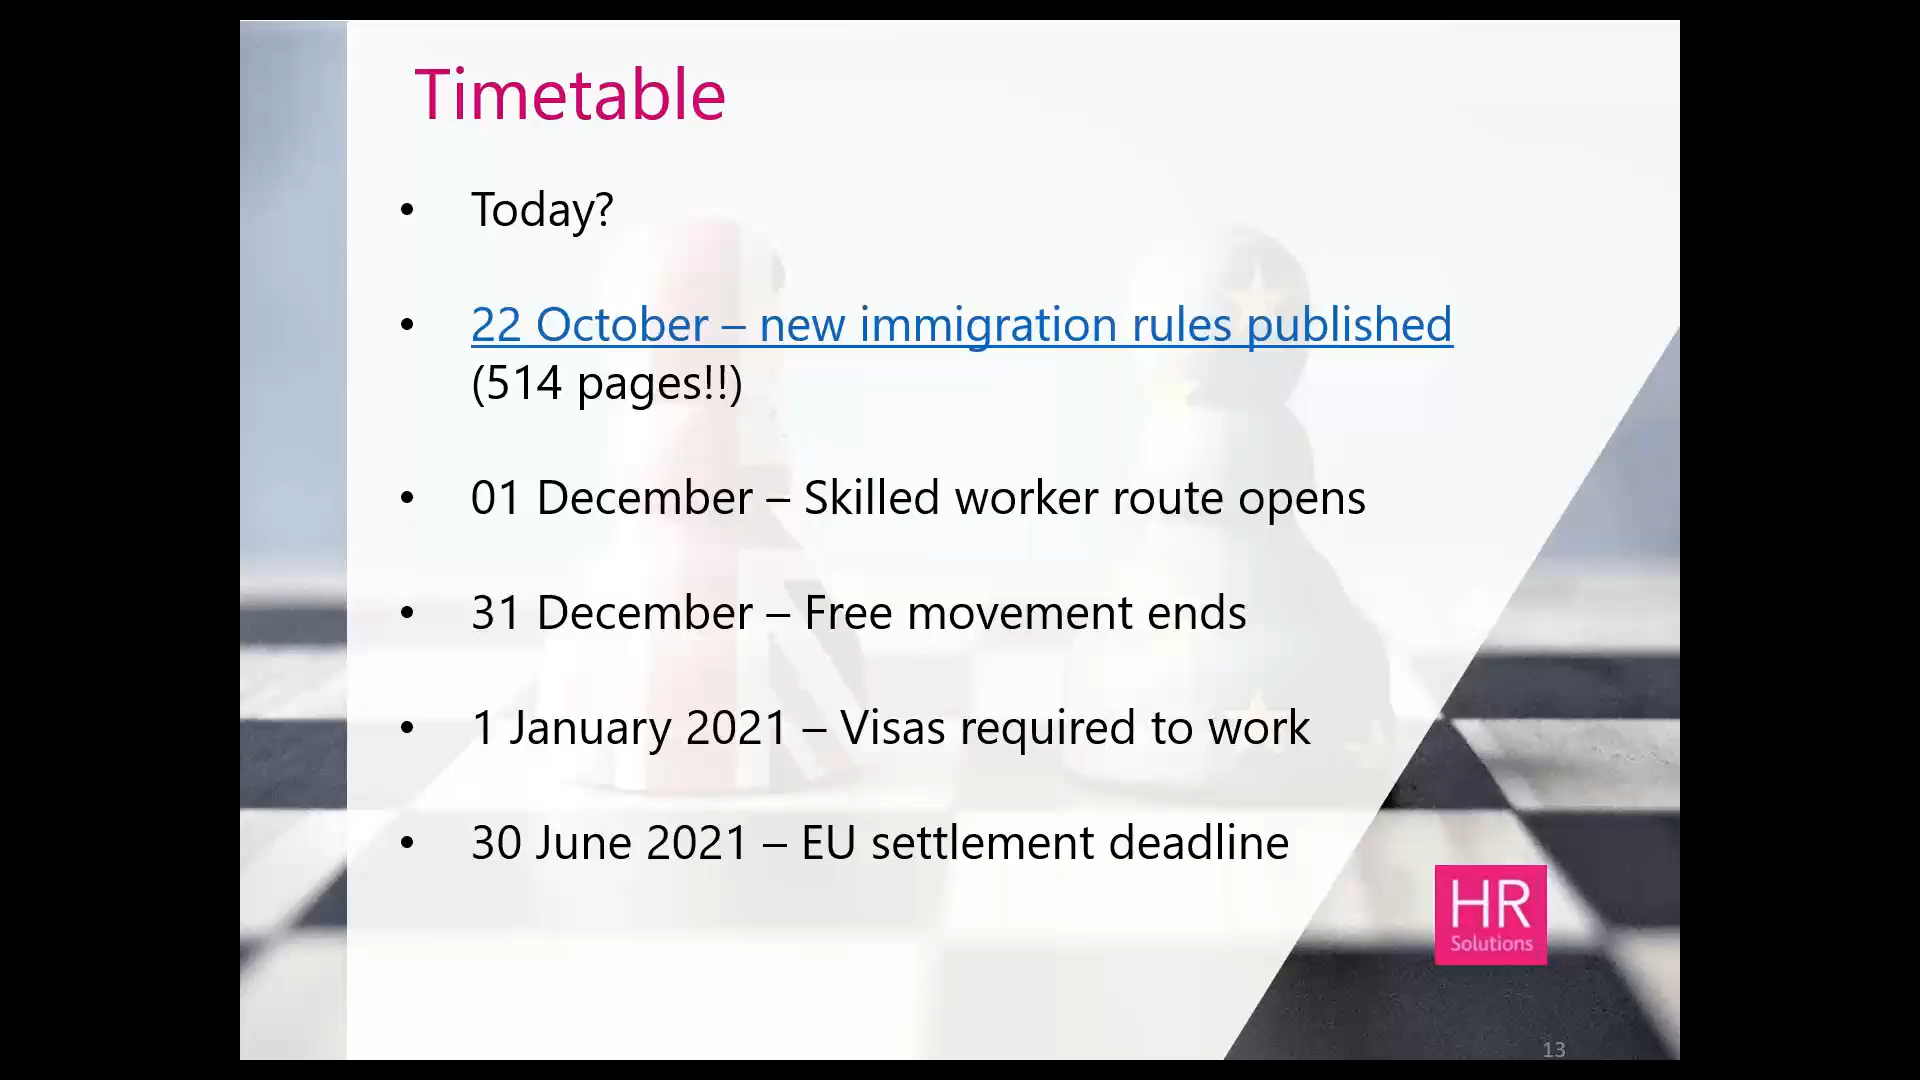 Timetable
• Today?
• 22 October – new immigration rules published
(514 pages!!)
• 01 December – Skilled worker route opens
• 31 December – Free movement ends
• 1 January 2021 – Visas required to work
• 30 June 2021 – EU settlement deadline
HR
Solutions
13